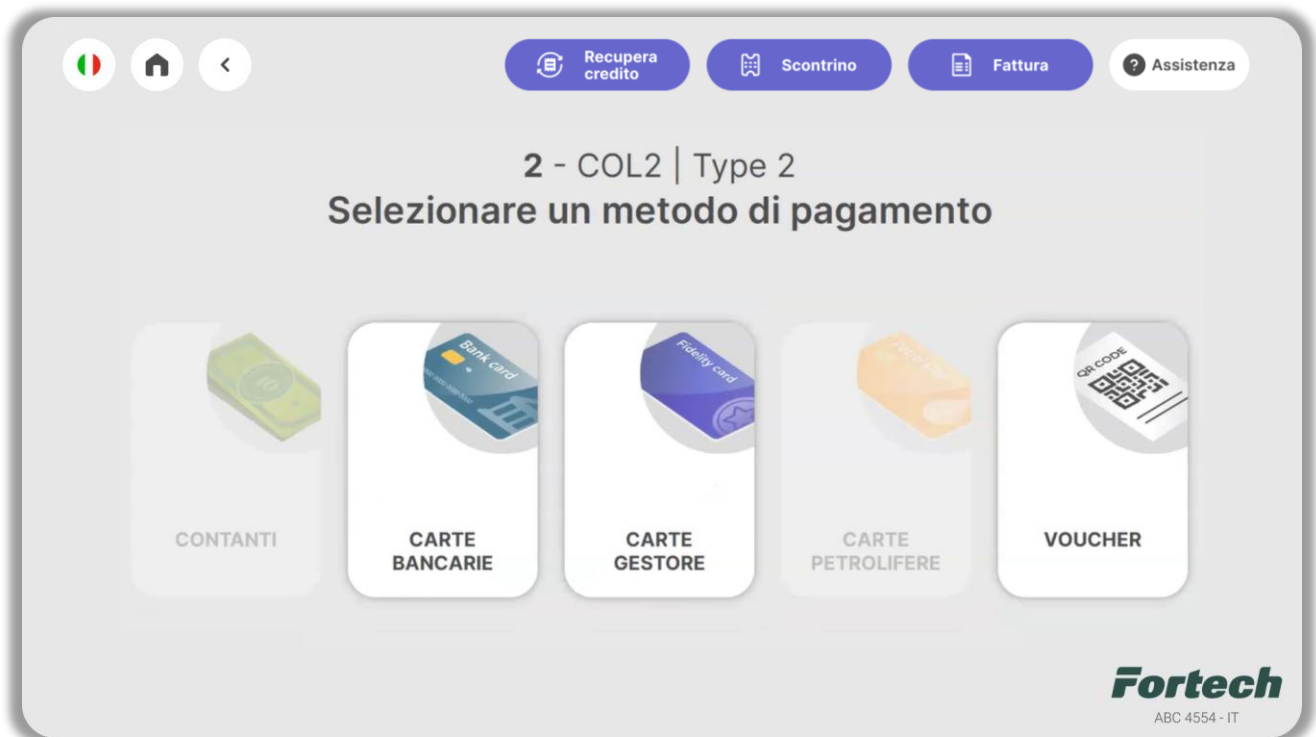 Recupera
credito
Scontrino
Fattura
? Assistenza
2 - COL2 | Type 2
Selezionare un metodo di pagamento
Bank card
Fidelity card
QR CODE
CONTANTI
CARTE
BANCARIE
CARTE
GESTORE
CARTE
PETROLIFERE
VOUCHER
Fortech
ABC 4554 - IT